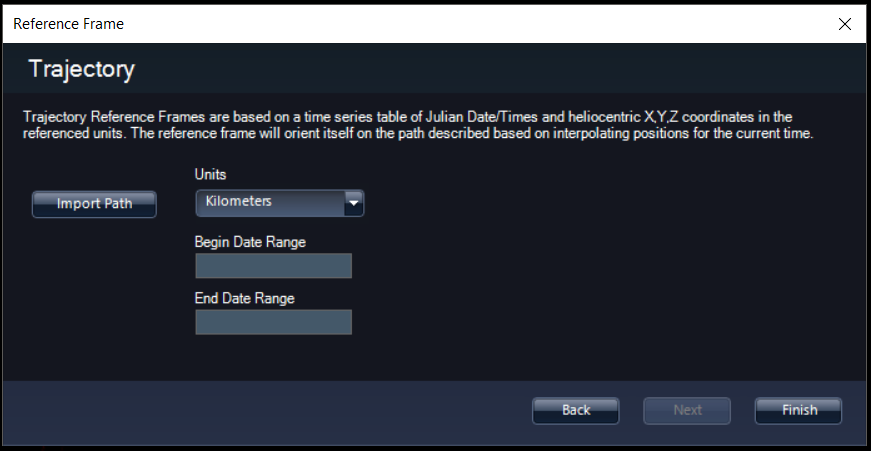 Reference Frame
Trajectory
Trajectory Reference Frames are based on a time series table of Julian Date/Times and heliocentric X,Y,Z coordinates in the
referenced units. The reference frame will orient itself on the path described based on interpolating positions for the current time.
Units
Import Path
Kilometers
Begin Date Range
End Date Range
Back
Next
Finish